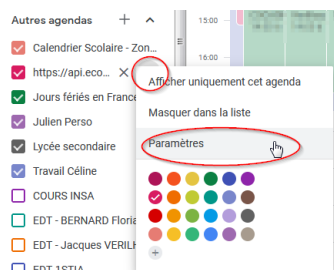 Autres agendas
15:00
16:00
Calendrier Scolaire - Zon...
https://api.eco...
Afficher uniquement cet agenda
Jours fériés en France
Masquer dans la liste
Julien Perso
Lycée secondaire
Paramètres
Travail Céline
COURS INSA
EDT - BERNARD Floria
EDT - Jacques VERILH
EDT 1STIA